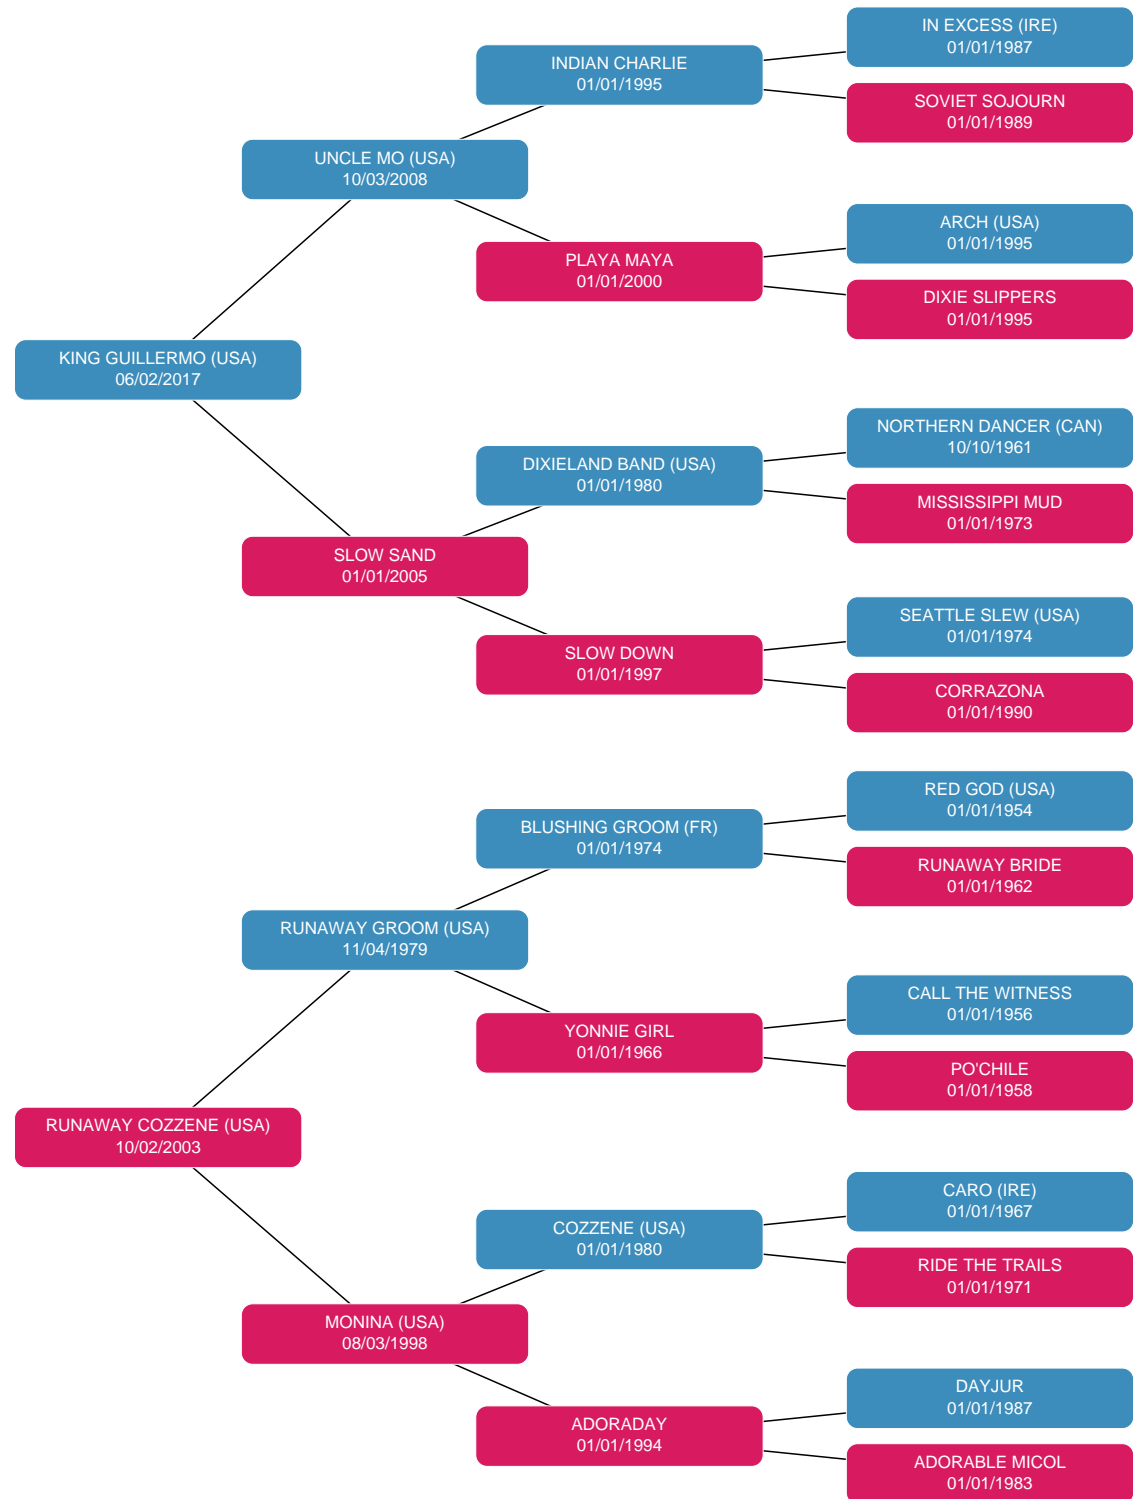 IN EXCESS (IRE)
01/01/1987
INDIAN CHARLIE
01/01/1995
SOVIET SOJOURN
01/01/1989
UNCLE MO (USA)
10/03/2008
ARCH (USA)
01/01/1995
PLAYA MAYA
01/01/2000
DIXIE SLIPPERS
01/01/1995
KING GUILLERMO (USA)
06/02/2017
NORTHERN DANCER (CAN)
10/10/1961
DIXIELAND BAND (USA)
01/01/1980
MISSISSIPPI MUD
01/01/1973
SLOW SAND
01/01/2005
SEATTLE SLEW (USA)
01/01/1974
SLOW DOWN
01/01/1997
CORRAZONA
01/01/1990
RED GOD (USA)
01/01/1954
BLUSHING GROOM (FR)
01/01/1974
RUNAWAY BRIDE
01/01/1962
RUNAWAY GROOM (USA)
11/04/1979
CALL THE WITNESS
01/01/1956
YONNIE GIRL
01/01/1966
PO'CHILE
01/01/1958
RUNAWAY COZZENE (USA)
10/02/2003
CARO (IRE)
01/01/1967
COZZENE (USA)
01/01/1980
RIDE THE TRAILS
01/01/1971
MONINA (USA)
08/03/1998
DAYJUR
01/01/1987
ADORADAY
01/01/1994
ADORABLE MICOL
01/01/1983